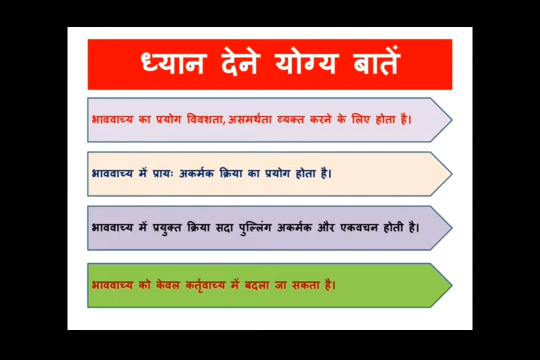 ध्यान देने योग्य बातें
भाववाच्य का प्रयोग विवशता, असमर्थता व्यक्त करने के लिए होता है।
भाववाच्य में प्रायः अकर्मक क्रिया का प्रयोग होता है।
भाववाच्य में प्रयुक्त क्रिया सदा पुल्लिंग अकर्मक और एकवचन होती है।
भाववाच्य को केवल कर्तृवाच्य में बदला जा सकता है।